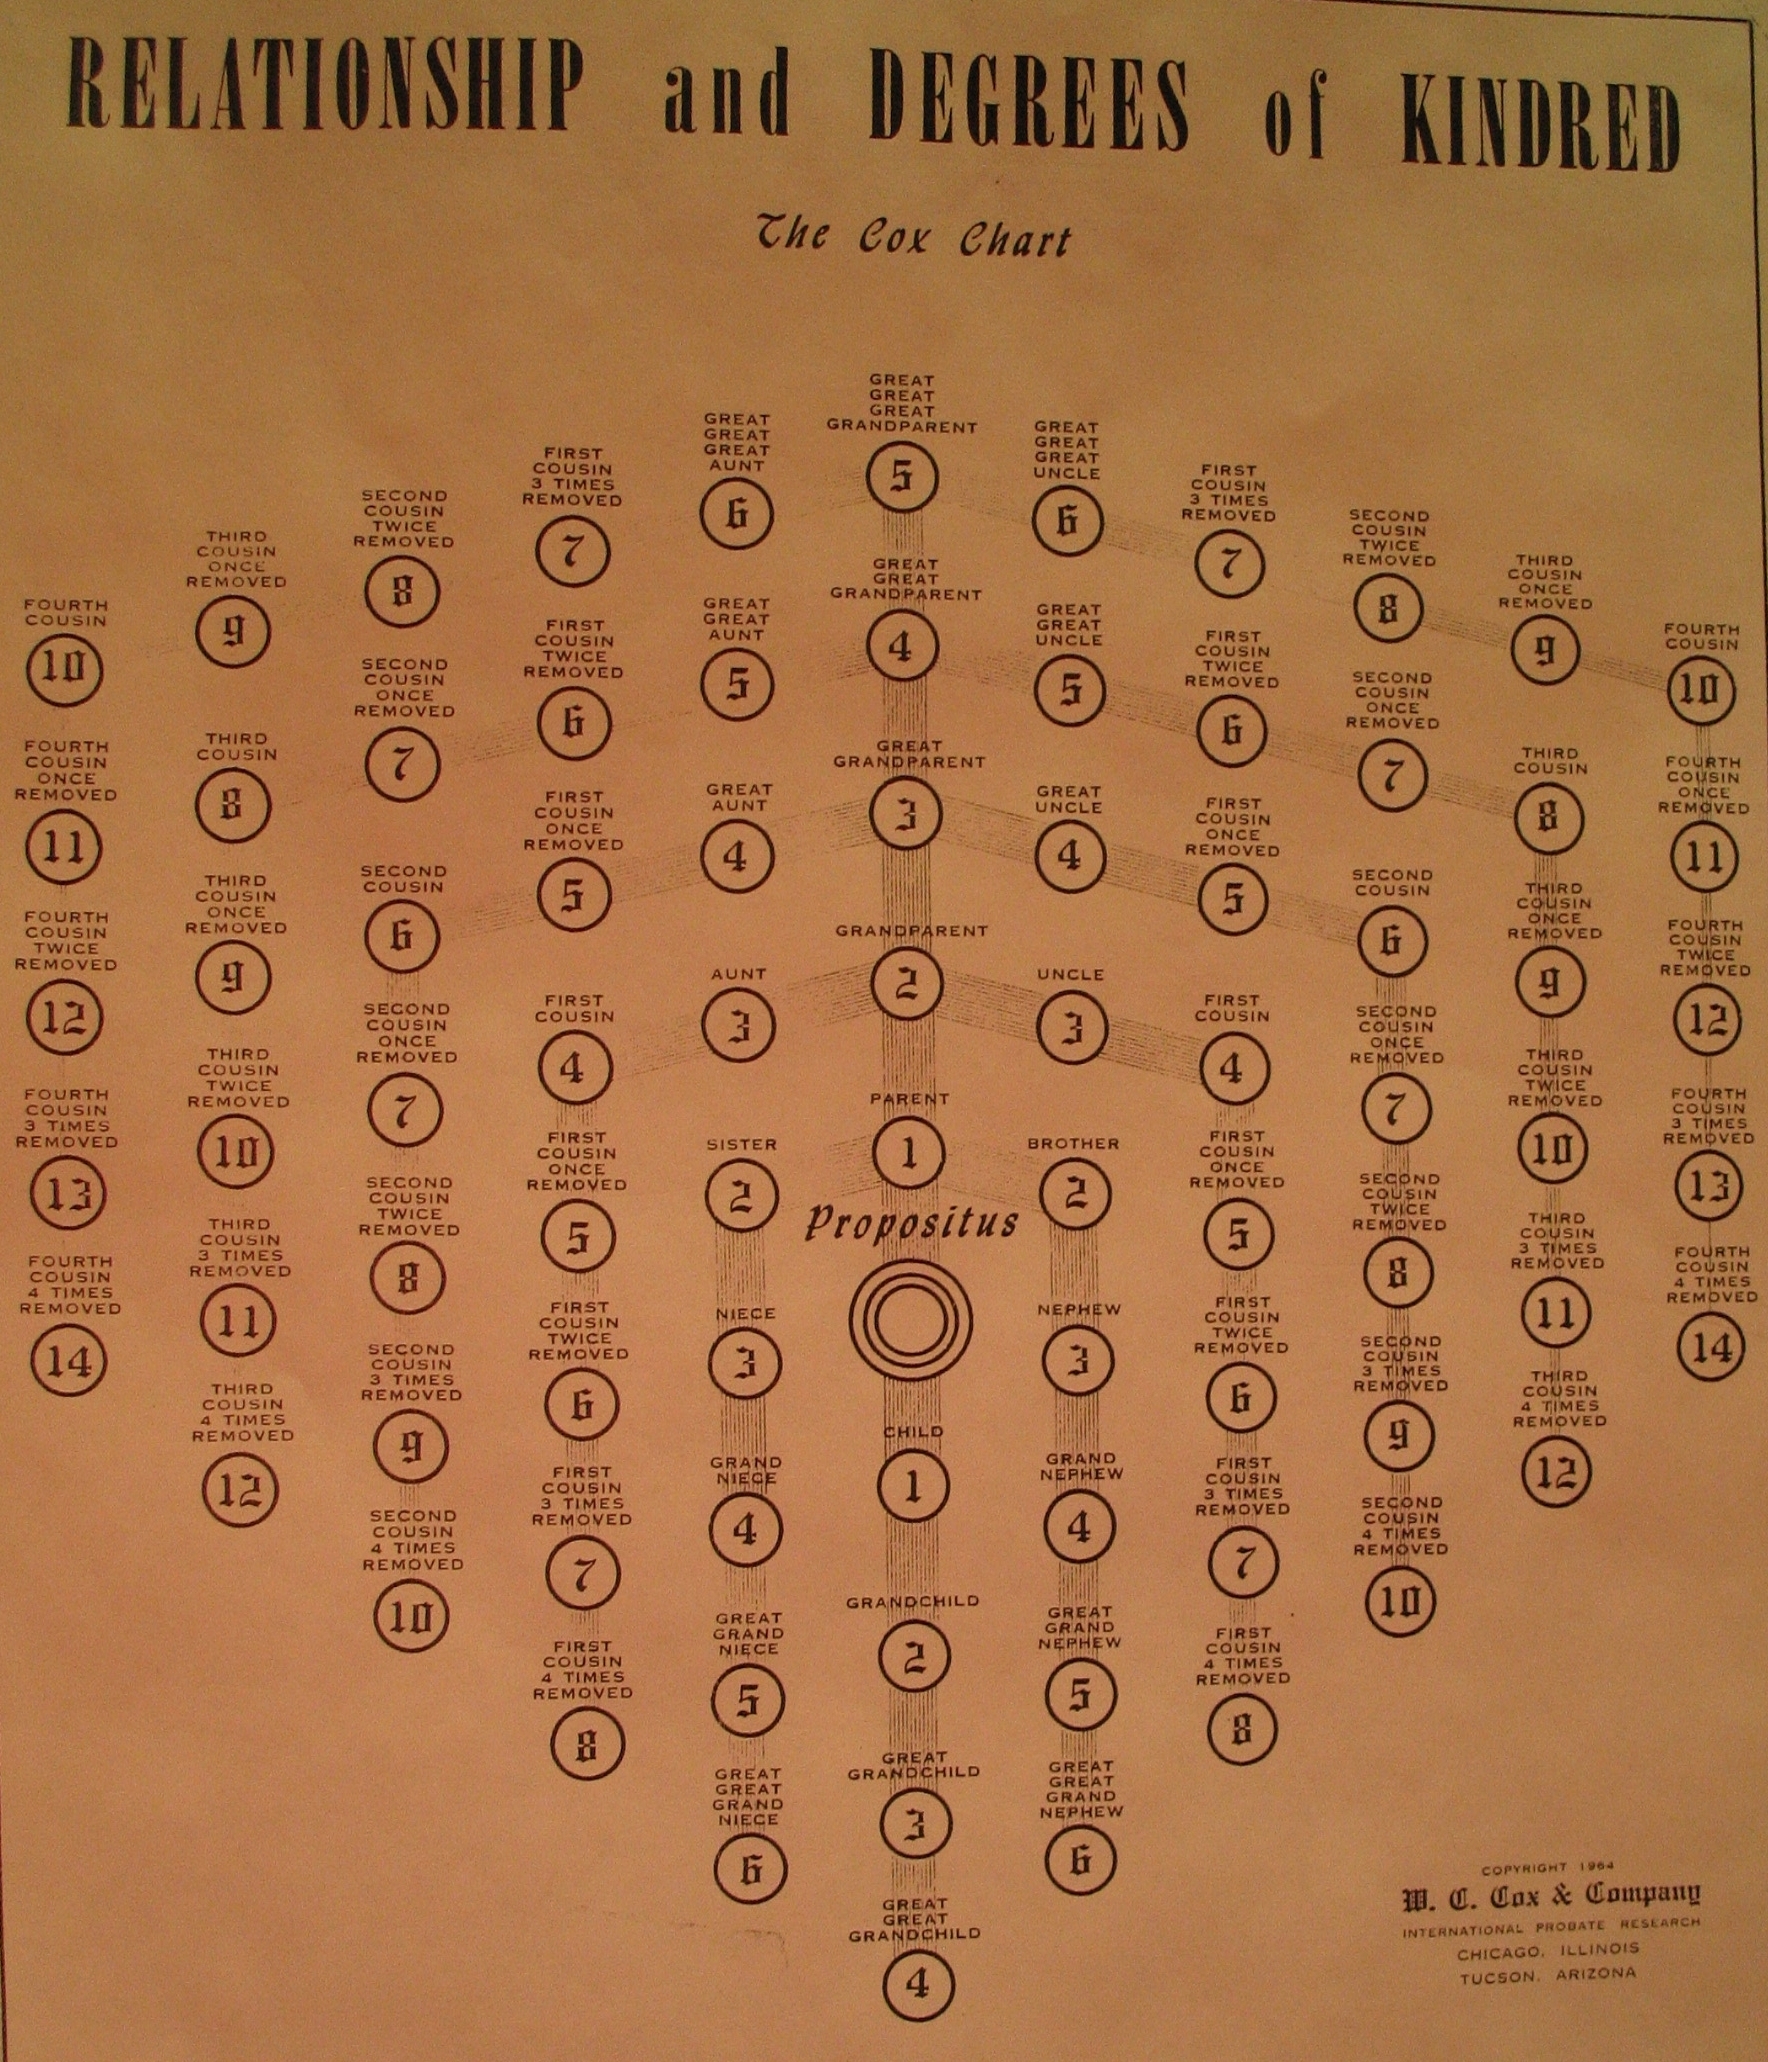 RELATIONSHIP and DEGREES of KINDRED
The Cox Chart
FOURTH
COUSIN
10
FOURTH
COUSIN
ONCE
REMOVED
11
FOURTH
COUSIN
TWICE
REMOVED
12
FOURTH
COUSIN
3 TIMES
REMOVED
13
FOURTH
COUSIN
4 TIMES
REMOVED
14
THIRD
COUSIN
ONCE
REMOVED
9
THIRD
COUSIN
8
THIRD
COUSIN
ONCE
REMOVED
9
THIRD
COUSIN
TWICE
REMOVED
10
THIRD
COUSIN
3 TIMES
REMOVED
11
THIRD
COUSIN
4 TIMES
REMOVED
12
SECOND
COUSIN
TWICE
REMOVED
8
SECOND
COUSIN
ONCE
REMOVED
7
SECOND
COUSIN
6
SECOND
COUSIN
ONCE
REMOVED
7
SECOND
COUSIN
TWICE
REMOVED
8
SECOND
COUSIN
3 TIMES
REMOVED
9
SECOND
COUSIN
4 TIMES
REMOVED
10
FIRST
COUSIN
3 TIMES
REMOVED
7
FIRST
COUSIN
TWICE
REMOVED
6
FIRST
COUSIN
ONCE
REMOVED
5
FIRST
COUSIN
4
FIRST
COUSIN
ONCE
REMOVED
5
FIRST
COUSIN
TWICE
REMOVED
6
FIRST
COUSIN
3 TIMES
REMOVED
7
FIRST
COUSIN
4 TIMES
REMOVED
8
GREAT
GREAT
GREAT
AUNT
6
GREAT
GREAT
AUNT
5
GREAT
AUNT
4
AUNT
3
SISTER
2
NIECE
3
GRAND
NIECE
4
GREAT
GRAND
NIECE
5
GREAT
GREAT
GRAND
NIECE
6
GREAT
GREAT
GREAT
GRANDPARENT
5
GREAT
GREAT
GRANDPARENT
4
GREAT
GRANDPARENT
3
GRANDPARENT
2
PARENT
1
Propositus
CHILD
1
GRANDCHILD
2
GREAT
GRANDCHILD
3
GREAT
GREAT
GRANDCHILD
4
GREAT
GREAT
GREAT
UNCLE
6
GREAT
GREAT
UNCLE
5
GREAT
UNCLE
4
UNCLE
3
BROTHER
2
NEPHEW
3
GRAND
NEPHEW
4
GREAT
GRAND
NEPHEW
5
GREAT
GREAT
GRAND
NEPHEW
6
FIRST
COUSIN
3 TIMES
REMOVED
7
FIRST
COUSIN
TWICE
REMOVED
6
FIRST
COUSIN
ONCE
REMOVED
5
FIRST
COUSIN
4
FIRST
COUSIN
ONCE
REMOVED
5
FIRST
COUSIN
TWICE
REMOVED
6
FIRST
COUSIN
3 TIMES
REMOVED
7
FIRST
COUSIN
4 TIMES
REMOVED
8
SECOND
COUSIN
TWICE
REMOVED
8
SECOND
COUSIN
ONCE
REMOVED
7
SECOND
COUSIN
6
SECOND
COUSIN
ONCE
REMOVED
7
SECOND
COUSIN
TWICE
REMOVED
8
SECOND
COUSIN
3 TIMES
REMOVED
9
SECOND
COUSIN
4 TIMES
REMOVED
10
THIRD
COUSIN
ONCE
REMOVED
9
THIRD
COUSIN
8
THIRD
COUSIN
ONCE
REMOVED
9
THIRD
COUSIN
TWICE
REMOVED
10
THIRD
COUSIN
3 TIMES
REMOVED
11
THIRD
COUSIN
4 TIMES
REMOVED
12
FOURTH
COUSIN
10
FOURTH
COUSIN
ONCE
REMOVED
11
FOURTH
COUSIN
TWICE
REMOVED
12
FOURTH
COUSIN
3 TIMES
REMOVED
13
FOURTH
COUSIN
4 TIMES
REMOVED
14
COPYRIGHT 1964
W. C. Cox & Company
INTERNATIONAL PROBATE RESEARCH
CHICAGO, ILLINOIS
TUCSON, ARIZONA